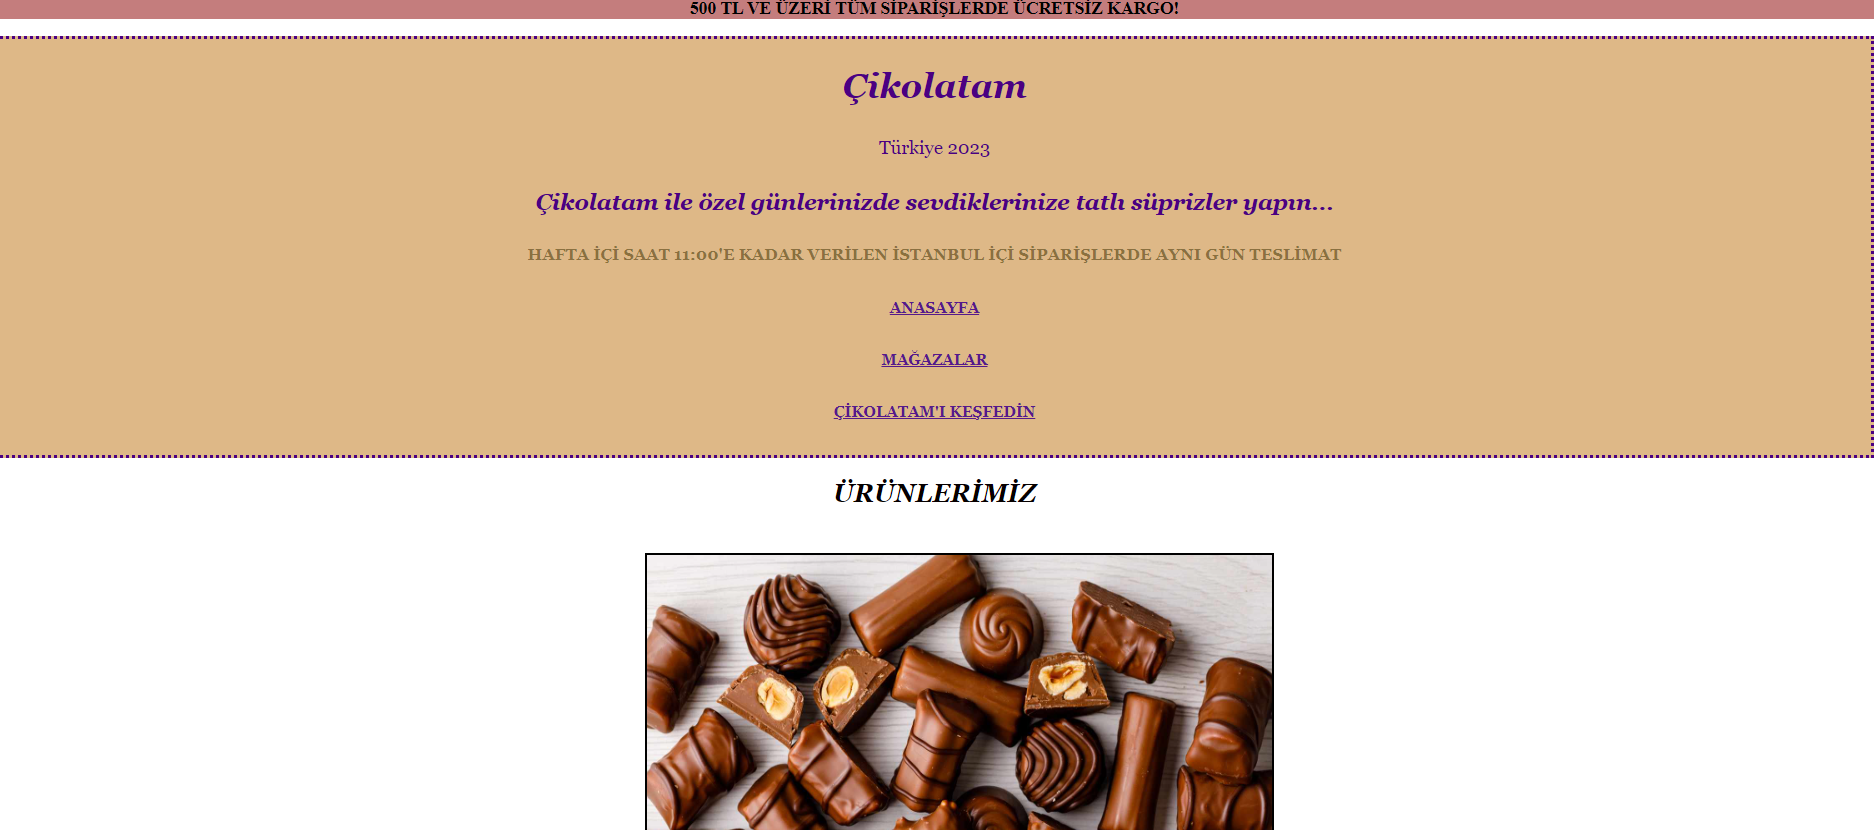 500 TL VE ÜZERİ TÜM SİPARİŞLERDE ÜCRETSİZ KARGO!
Çikolatam
Türkiye 2023
Çikolatam ile özel günlerinizde sevdiklerinize tatlı süprizler yapın...
HAFTA İÇİ SAAT 11:00'E KADAR VERİLEN İSTANBUL İÇİ SİPARİŞLERDE AYNI GÜN TESLİMAT
ANASAYFA
MAĞAZALAR
ÇİKOLATAM'I KEŞFEDİN
ÜRÜNLERİMİZ